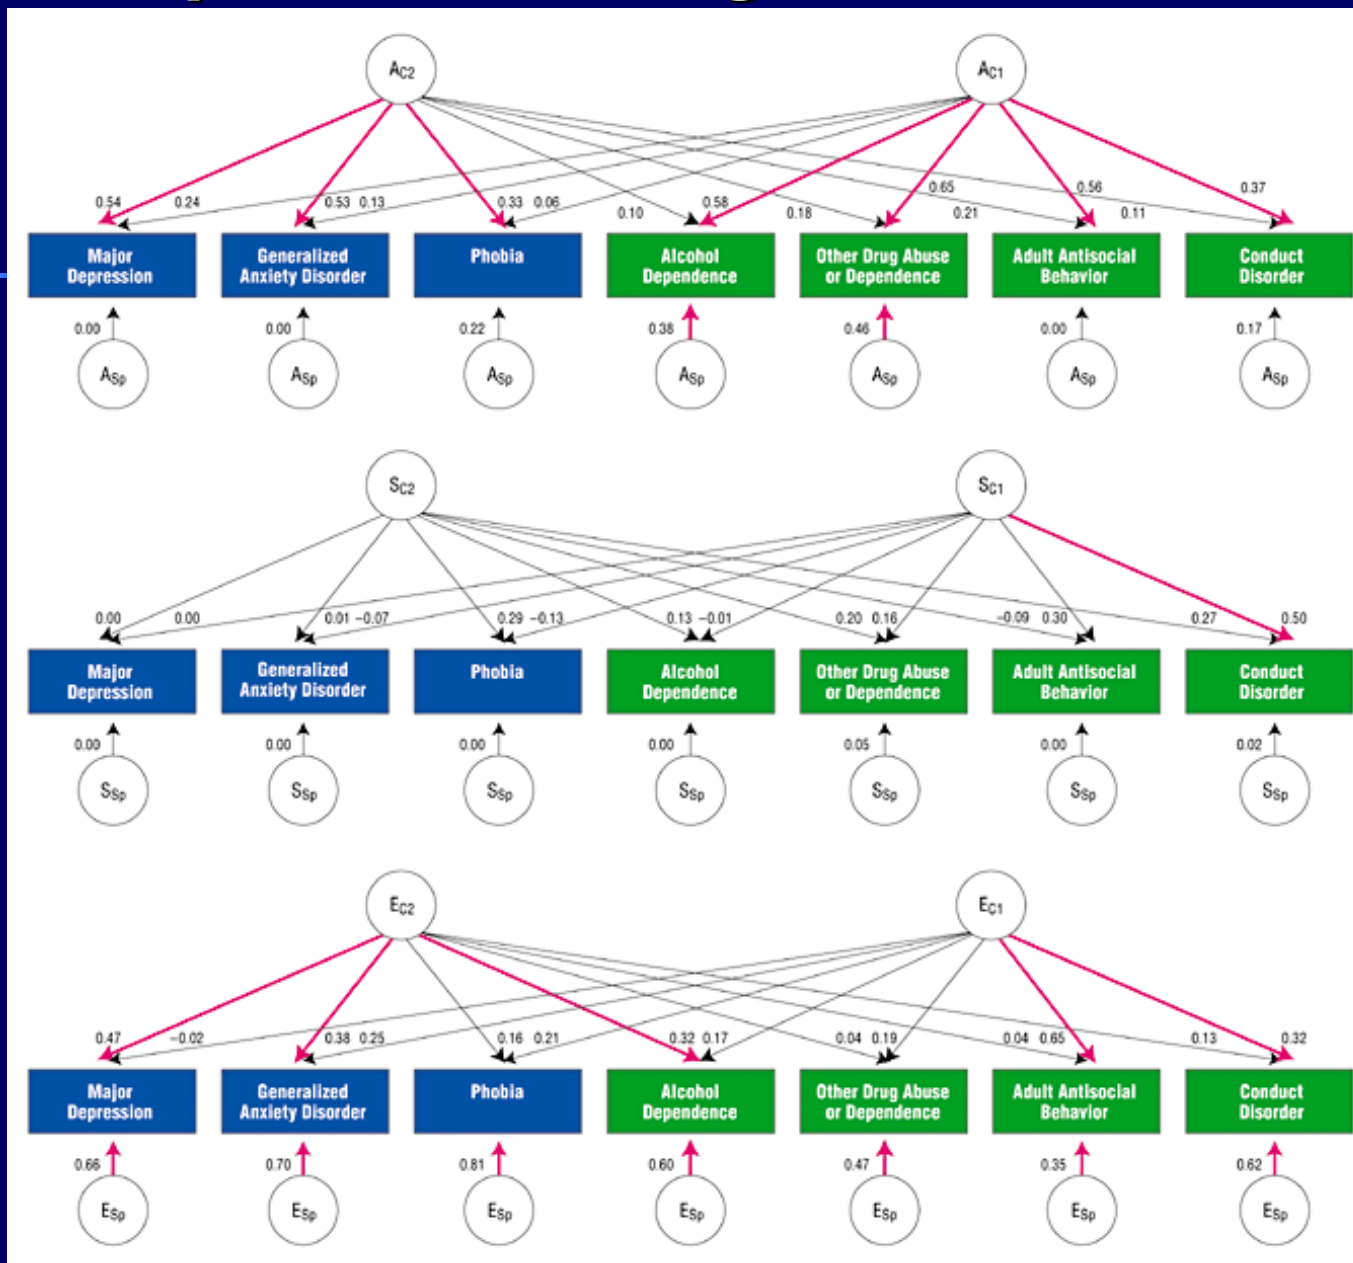 AC2 AC1
0.54 0.24 0.53 0.13 0.33 0.06 0.10 0.58 0.18 0.65 0.21 0.56 0.11 0.37
Major Generalized Phobia Alcohol Other Drug Abuse Adult Antisocial Conduct
Depression Anxiety Disorder Dependence or Dependence Behavior Disorder
0.00 0.00 0.22 0.38 0.46 0.00 0.17
ASp ASp ASp ASp ASp ASp ASp
SC2 SC1
0.00 0.00 0.01 −0.07 0.29 −0.13 0.13 −0.01 0.20 0.16 −0.09 0.30 0.27 0.50
Major Generalized Phobia Alcohol Other Drug Abuse Adult Antisocial Conduct
Depression Anxiety Disorder Dependence or Dependence Behavior Disorder
0.00 0.00 0.00 0.00 0.05 0.00 0.02
SSp SSp SSp SSp SSp SSp SSp
EC2 EC1
0.47 −0.02 0.38 0.25 0.16 0.21 0.32 0.17 0.04 0.19 0.04 0.65 0.13 0.32
Major Generalized Phobia Alcohol Other Drug Abuse Adult Antisocial Conduct
Depression Anxiety Disorder Dependence or Dependence Behavior Disorder
0.66 0.70 0.81 0.60 0.47 0.35 0.62
ESp ESp ESp ESp ESp ESp ESp